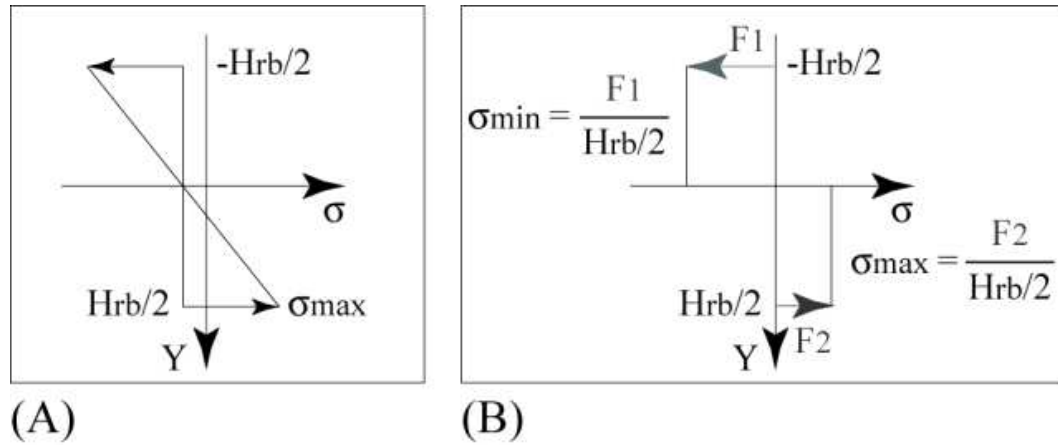 -Hrb/2
σ
Hrb/2
σmax
Y
(A)
F1
-Hrb/2
σmin = F1
Hrb/2
σ
σmax = F2
Hrb/2
Hrb/2
Y
F2
(B)